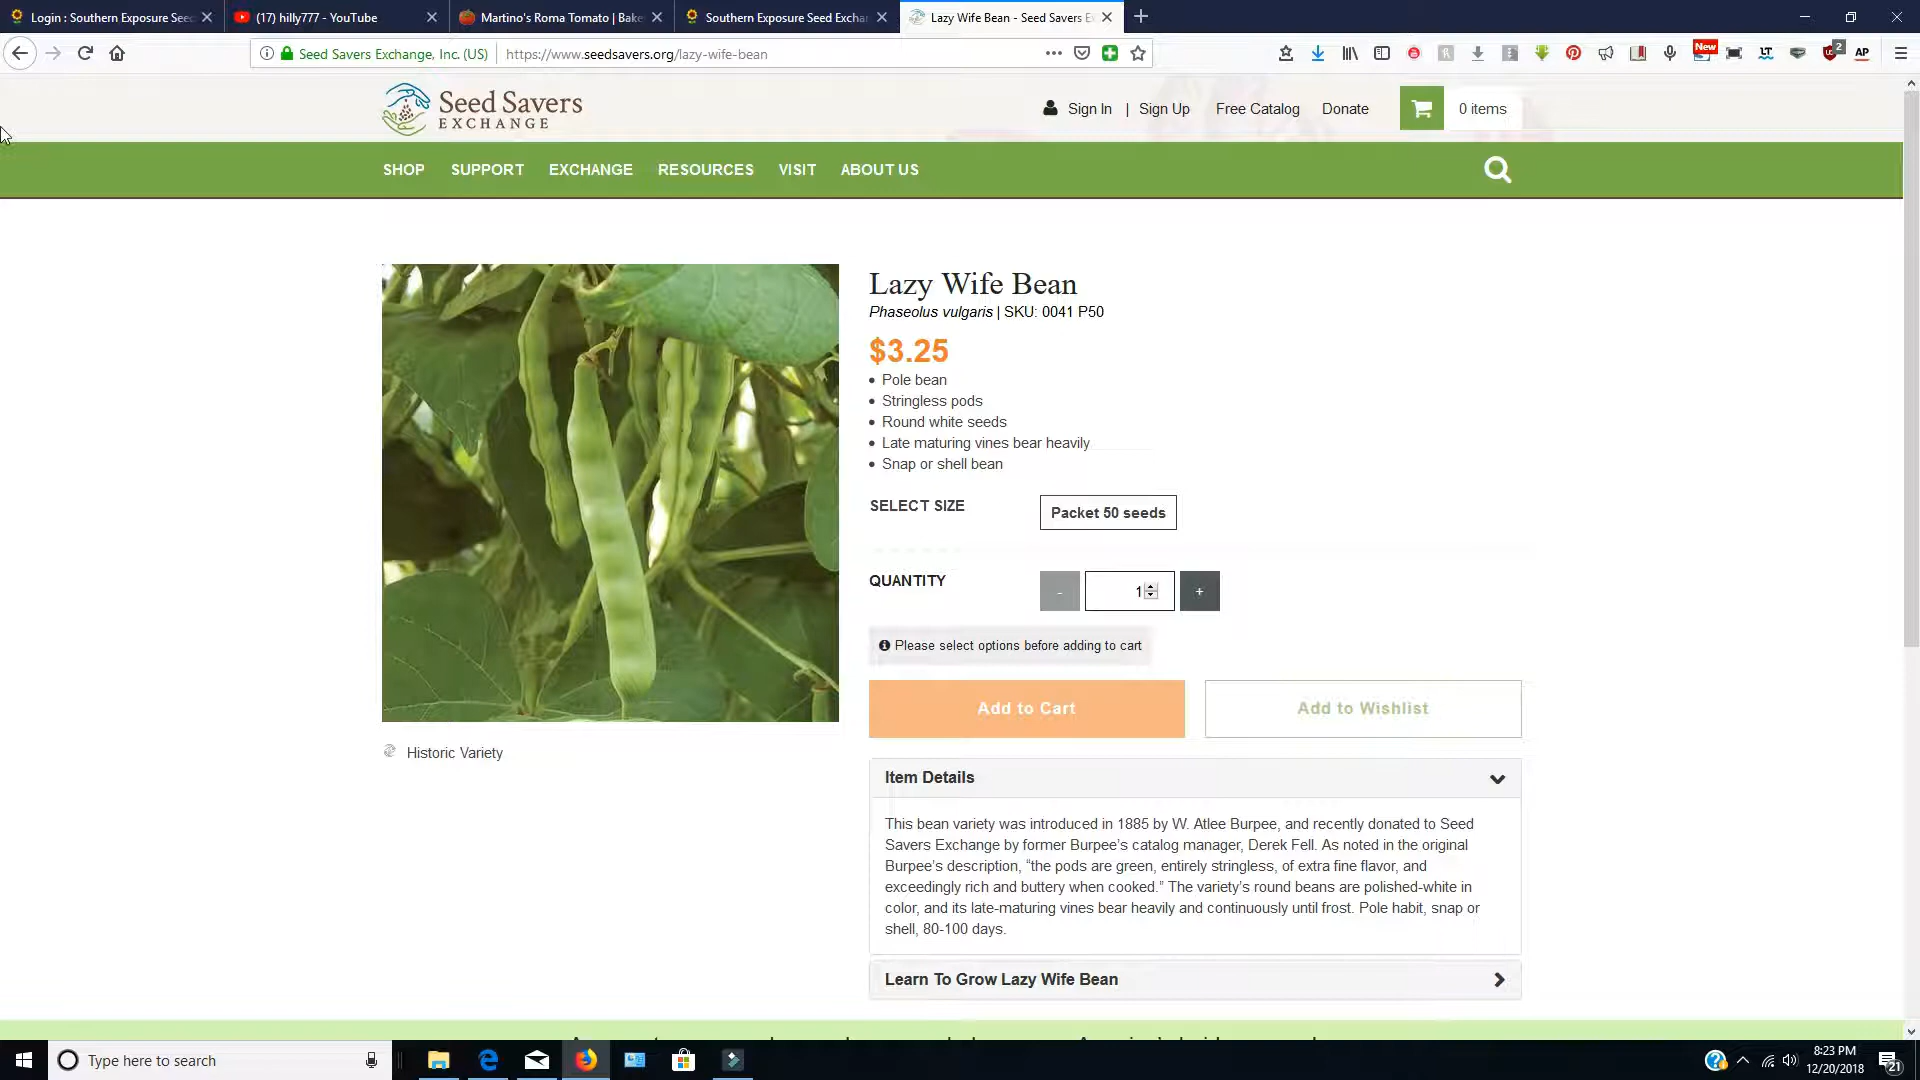 Login : Southern Exposure See
(17) hilly777 - YouTube
Martino's Roma Tomato | Bake
Southern Exposure Seed Excha
Lazy Wife Bean - Seed Savers E
Seed Savers Exchange, Inc. (US)
https://www.seedsavers.org/lazy-wife-bean
New
LT
2
AP
Seed Savers
EXCHANGE
Sign In | Sign Up Free Catalog Donate 0 items
SHOP SUPPORT EXCHANGE RESOURCES VISIT ABOUT US
Lazy Wife Bean
Phaseolus vulgaris | SKU: 0041 P50
$3.25
Pole bean
Stringless pods
Round white seeds
Late maturing vines bear heavily
Snap or shell bean
SELECT SIZE Packet 50 seeds
QUANTITY - 1 +
Please select options before adding to cart
Add to Cart Add to Wishlist
Historic Variety
Item Details
This bean variety was introduced in 1885 by W. Atlee Burpee, and recently donated to Seed
Savers Exchange by former Burpee's catalog manager, Derek Fell. As noted in the original
Burpee's description, “the pods are green, entirely stringless, of extra fine flavor, and
exceedingly rich and buttery when cooked.” The variety's round beans are polished-white in
color, and its late-maturing vines bear heavily and continuously until frost. Pole habit, snap or
shell, 80-100 days.
Learn To Grow Lazy Wife Bean
Type here to search
8:23 PM
12/20/2018
21